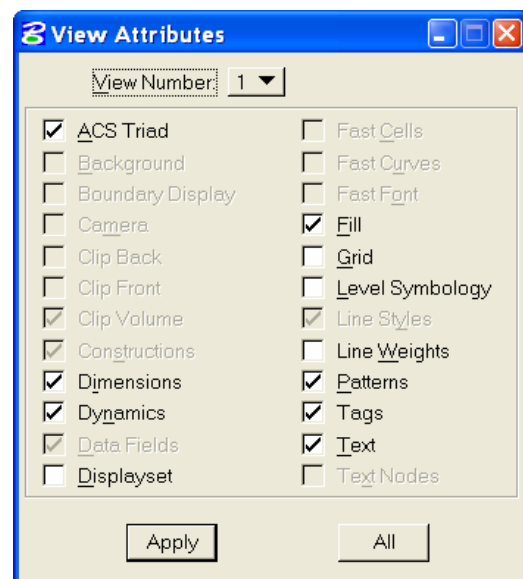 View Attributes
View Number: 1
ACS Triad
Background
Boundary Display
Camera
Clip Back
Clip Front
Clip Volume
Constructions
Dimensions
Dynamics
Data Fields
Displayset
Fast Cells
Fast Curves
Fast Font
Fill
Grid
Level Symbology
Line Styles
Line Weights
Patterns
Tags
Text
Text Nodes
Apply
All